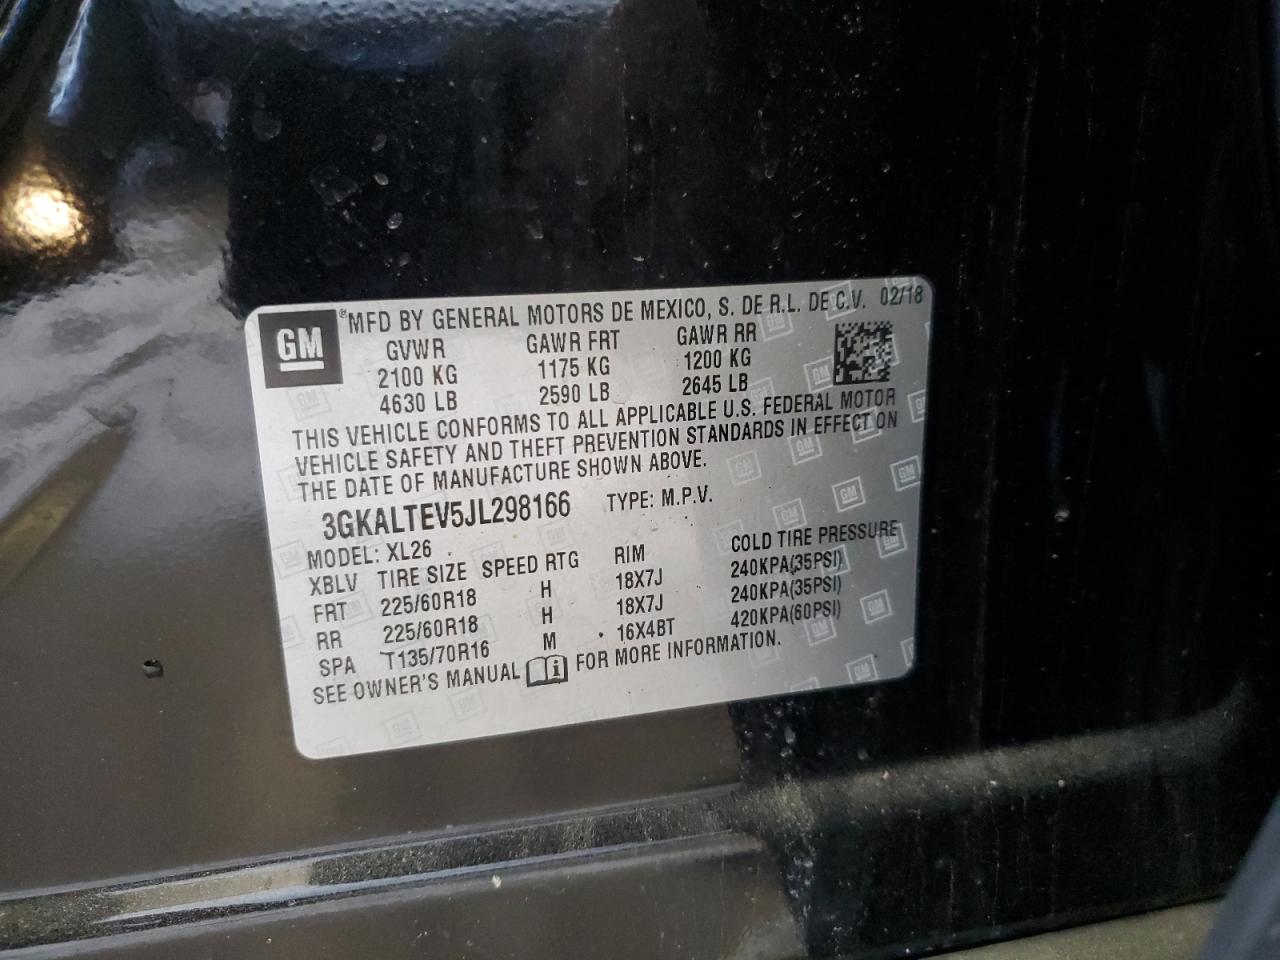 GM ®MFD BY GENERAL MOTORS DE MEXICO, S. DE R.L. DE C.V. 02/18
GVWR GAWR FRT GAWR RR
2100 KG 1175 KG 1200 KG
4630 LB 2590 LB 2645 LB
THIS VEHICLE CONFORMS TO ALL APPLICABLE U.S. FEDERAL MOTOR
VEHICLE SAFETY AND THEFT PREVENTION STANDARDS IN EFFECT ON
THE DATE OF MANUFACTURE SHOWN ABOVE.
3GKALTEV5JL298166 TYPE: M.P.V.
MODEL: XL26
XBLV TIRE SIZE SPEED RTG RIM COLD TIRE PRESSURE
FRT 225/60R18 H 18X7J 240KPA(35PSI)
RR 225/60R18 H 18X7J 240KPA(35PSI)
SPA T135/70R16 M 16X4BT 420KPA(60PSI)
SEE OWNER'S MANUAL i FOR MORE INFORMATION.